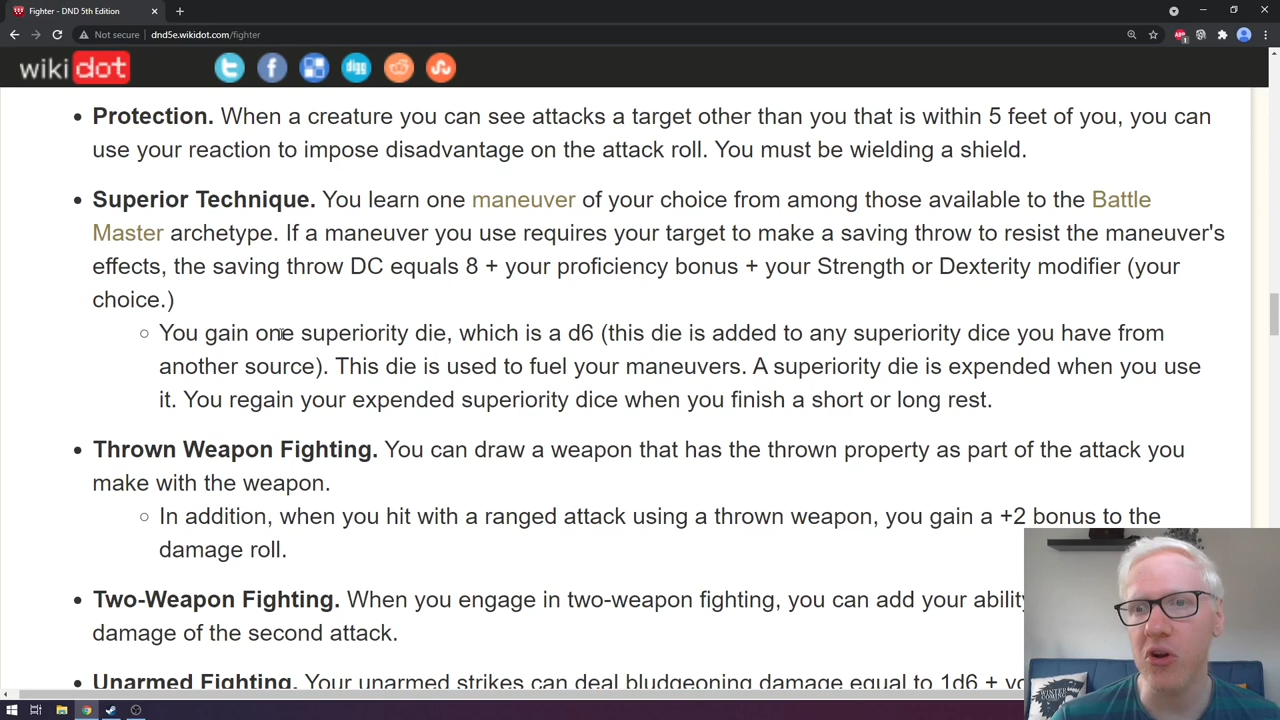 Fighter - DND 5th Edition
Not secure | dnd5e.wikidot.com/fighter
wikidot
digg
Protection. When a creature you can see attacks a target other than you that is within 5 feet of you, you can
use your reaction to impose disadvantage on the attack roll. You must be wielding a shield.
Superior Technique. You learn one maneuver of your choice from among those available to the Battle
Master archetype. If a maneuver you use requires your target to make a saving throw to resist the maneuver's
effects, the saving throw DC equals 8 + your proficiency bonus + your Strength or Dexterity modifier (your
choice.)
You gain one superiority die, which is a d6 (this die is added to any superiority dice you have from
another source). This die is used to fuel your maneuvers. A superiority die is expended when you use
it. You regain your expended superiority dice when you finish a short or long rest.
Thrown Weapon Fighting. You can draw a weapon that has the thrown property as part of the attack you
make with the weapon.
In addition, when you hit with a ranged attack using a thrown weapon, you gain a +2 bonus to the
damage roll.
Two-Weapon Fighting. When you engage in two-weapon fighting, you can add your ability
damage of the second attack.
Unarmed Fighting. Your unarmed strikes can deal bludgeoning damage equal to 1d6 +
WINTER
COMING